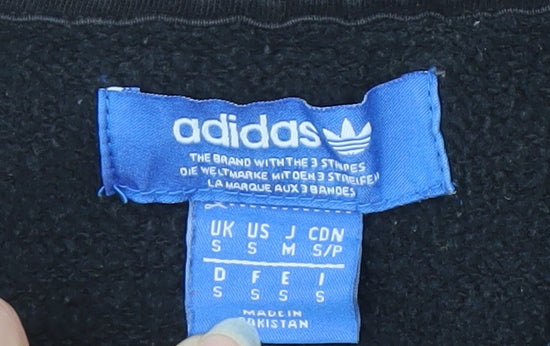 adidas
THE BRAND WITH THE 3 STRIPES
DIE WELTMARKE MIT DEN 3 STREIFEN
LA MARQUE AUX 3 BANDES
UK US J CDN
S S M S/P
D F E I
S S S S
MADE IN
PAKISTAN